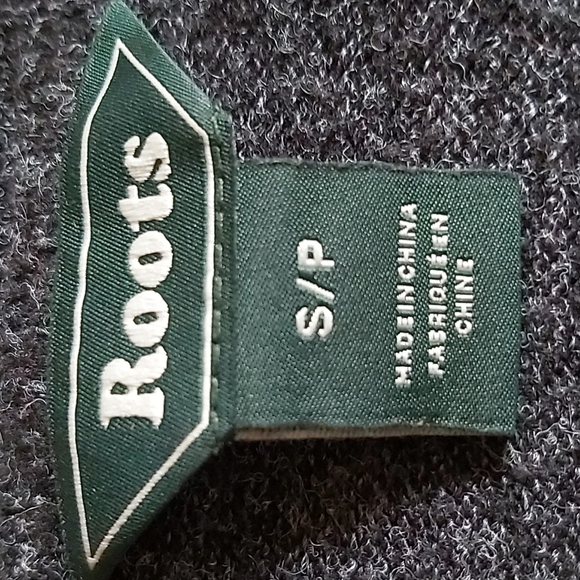 Roots
S/P
MADE IN CHINA
FABRIQUÉ EN
CHINE